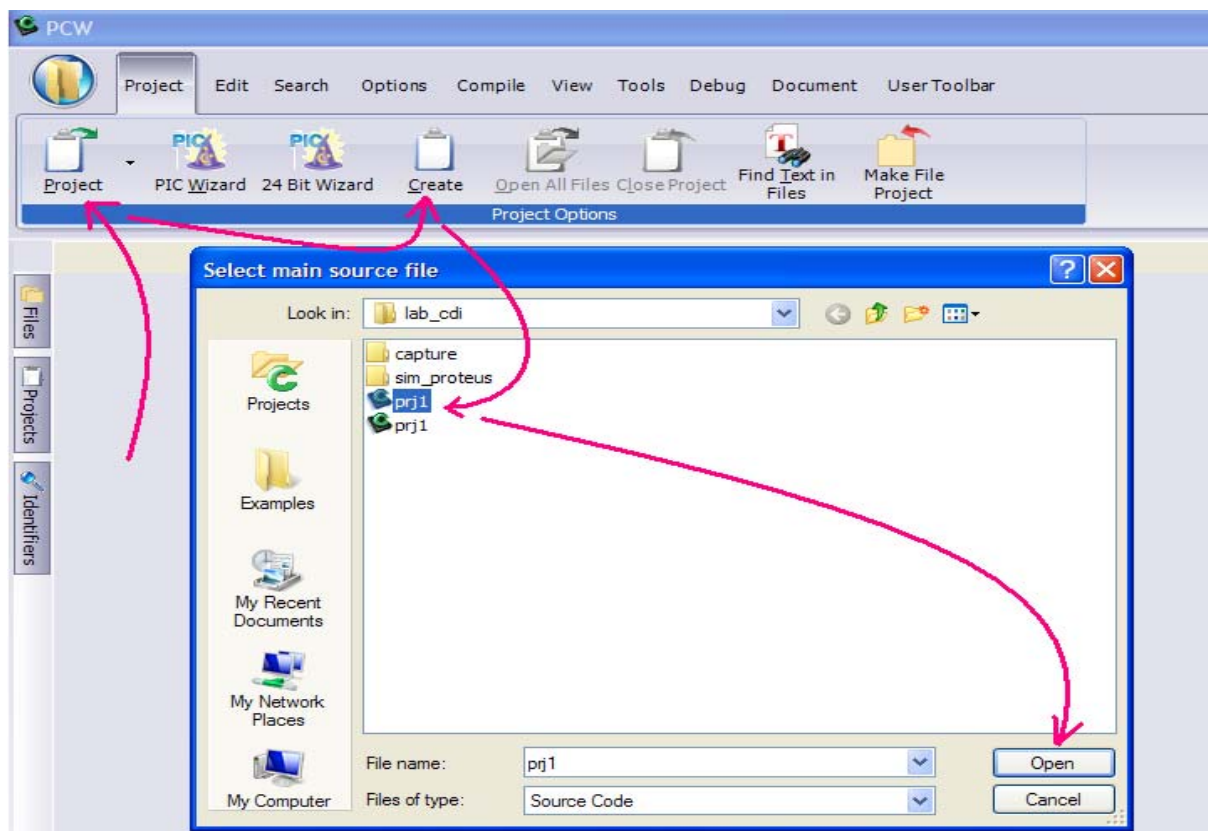 PCW
Project Edit Search Options Compile View Tools Debug Document User Toolbar
Project PIC Wizard 24 Bit Wizard Create Open All Files Close Project Find Text in Files Make File Project
Project Options
Files
Projects
Identifiers
Select main source file
Look in: lab_cdi
capture
sim_proteus
prj1
prj1
Projects
Examples
My Recent
Documents
My Network
Places
My Computer
File name: prj1 Open
Files of type: Source Code Cancel